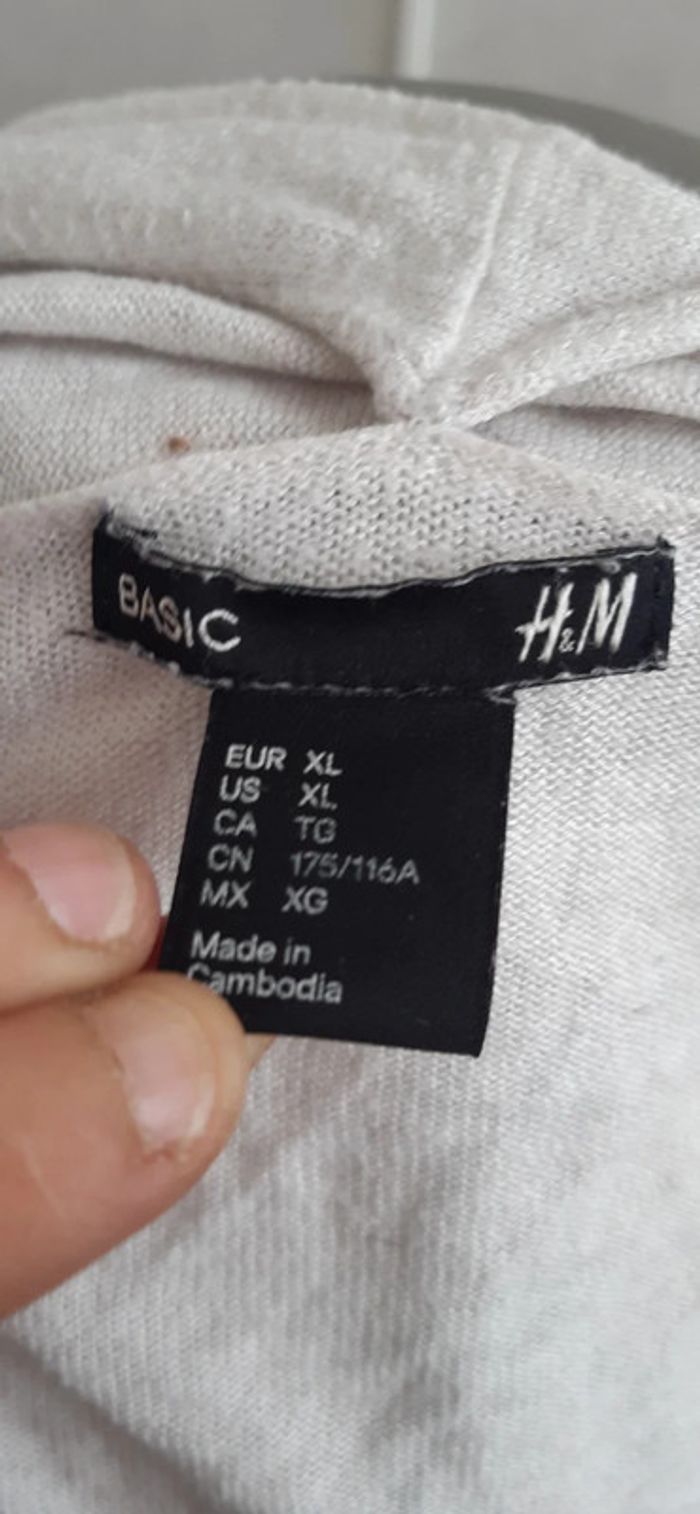 BASIC H&M
EUR XL
US XL
CA TG
CN 175/116A
MX XG
Made in
Cambodia